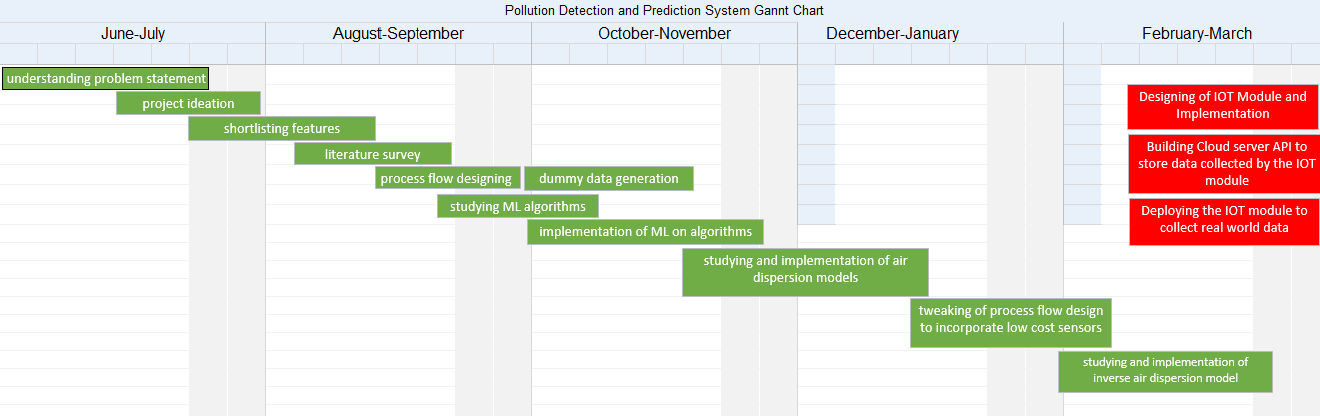 Pollution Detection and Prediction System Gannt Chart
June-July
August-September
October-November
December-January
February-March
understanding problem statement
project ideation
shortlisting features
literature survey
process flow designing
dummy data generation
studying ML algorithms
implementation of ML on algorithms
studying and implementation of air
dispersion models
tweaking of process flow design
to incorporate low cost sensors
studying and implementation of
inverse air dispersion model
Designing of IOT Module and
Implementation
Building Cloud server API to
store data collected by the IOT
module
Deploying the IOT module to
collect real world data